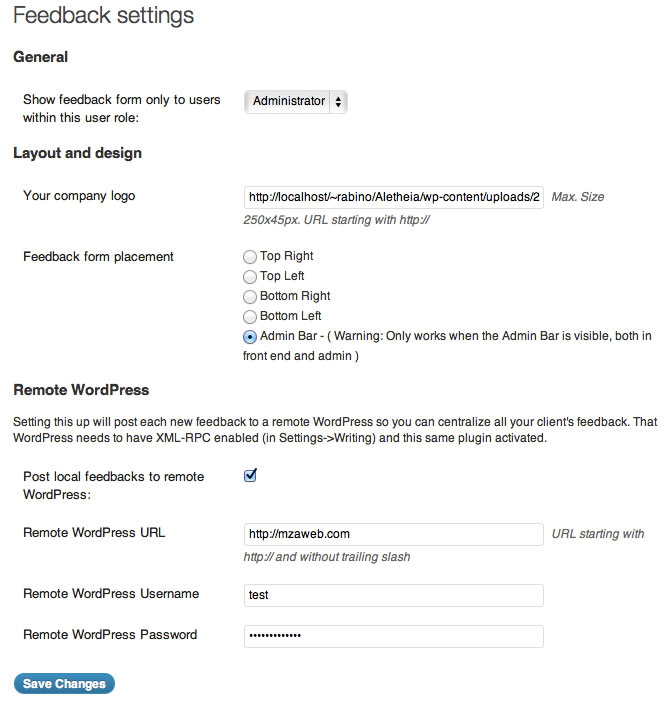 Feedback settings
General
Show feedback form only to users
within this user role:
Administrator
Layout and design
Your company logo
http://localhost/~rabino/Aletheia/wp-content/uploads/2
Max. Size
250x45px. URL starting with http://
Feedback form placement
Top Right
Top Left
Bottom Right
Bottom Left
Admin Bar - ( Warning: Only works when the Admin Bar is visible, both in
front end and admin )
Remote WordPress
Setting this up will post each new feedback to a remote WordPress so you can centralize all your client's feedback. That
WordPress needs to have XML-RPC enabled (in Settings->Writing) and this same plugin activated.
Post local feedbacks to remote
WordPress:
Remote WordPress URL
http://mzaweb.com
URL starting with
http:// and without trailing slash
Remote WordPress Username
test
Remote WordPress Password
•••••••••••••
Save Changes